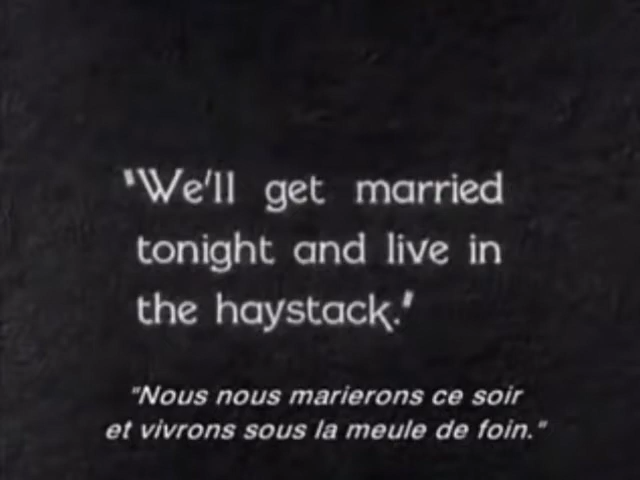 "We'll get married
tonight and live in
the haystack."
"Nous nous marierons ce soir
et vivrons sous la meule de foin."